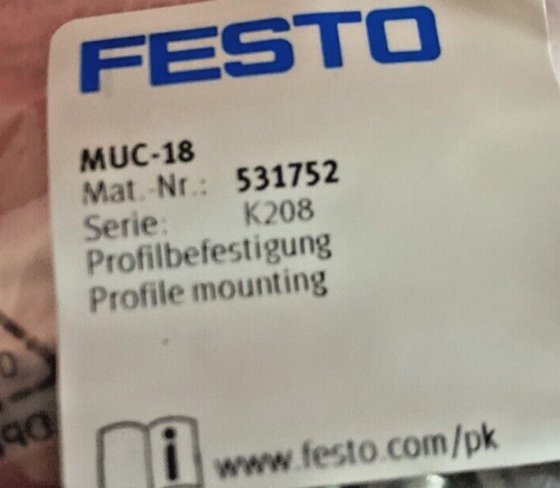 FESTO
MUC-18
Mat.-Nr.: 531752
Serie: K208
Profilbefestigung
Profile mounting
i www.festo.com/pk